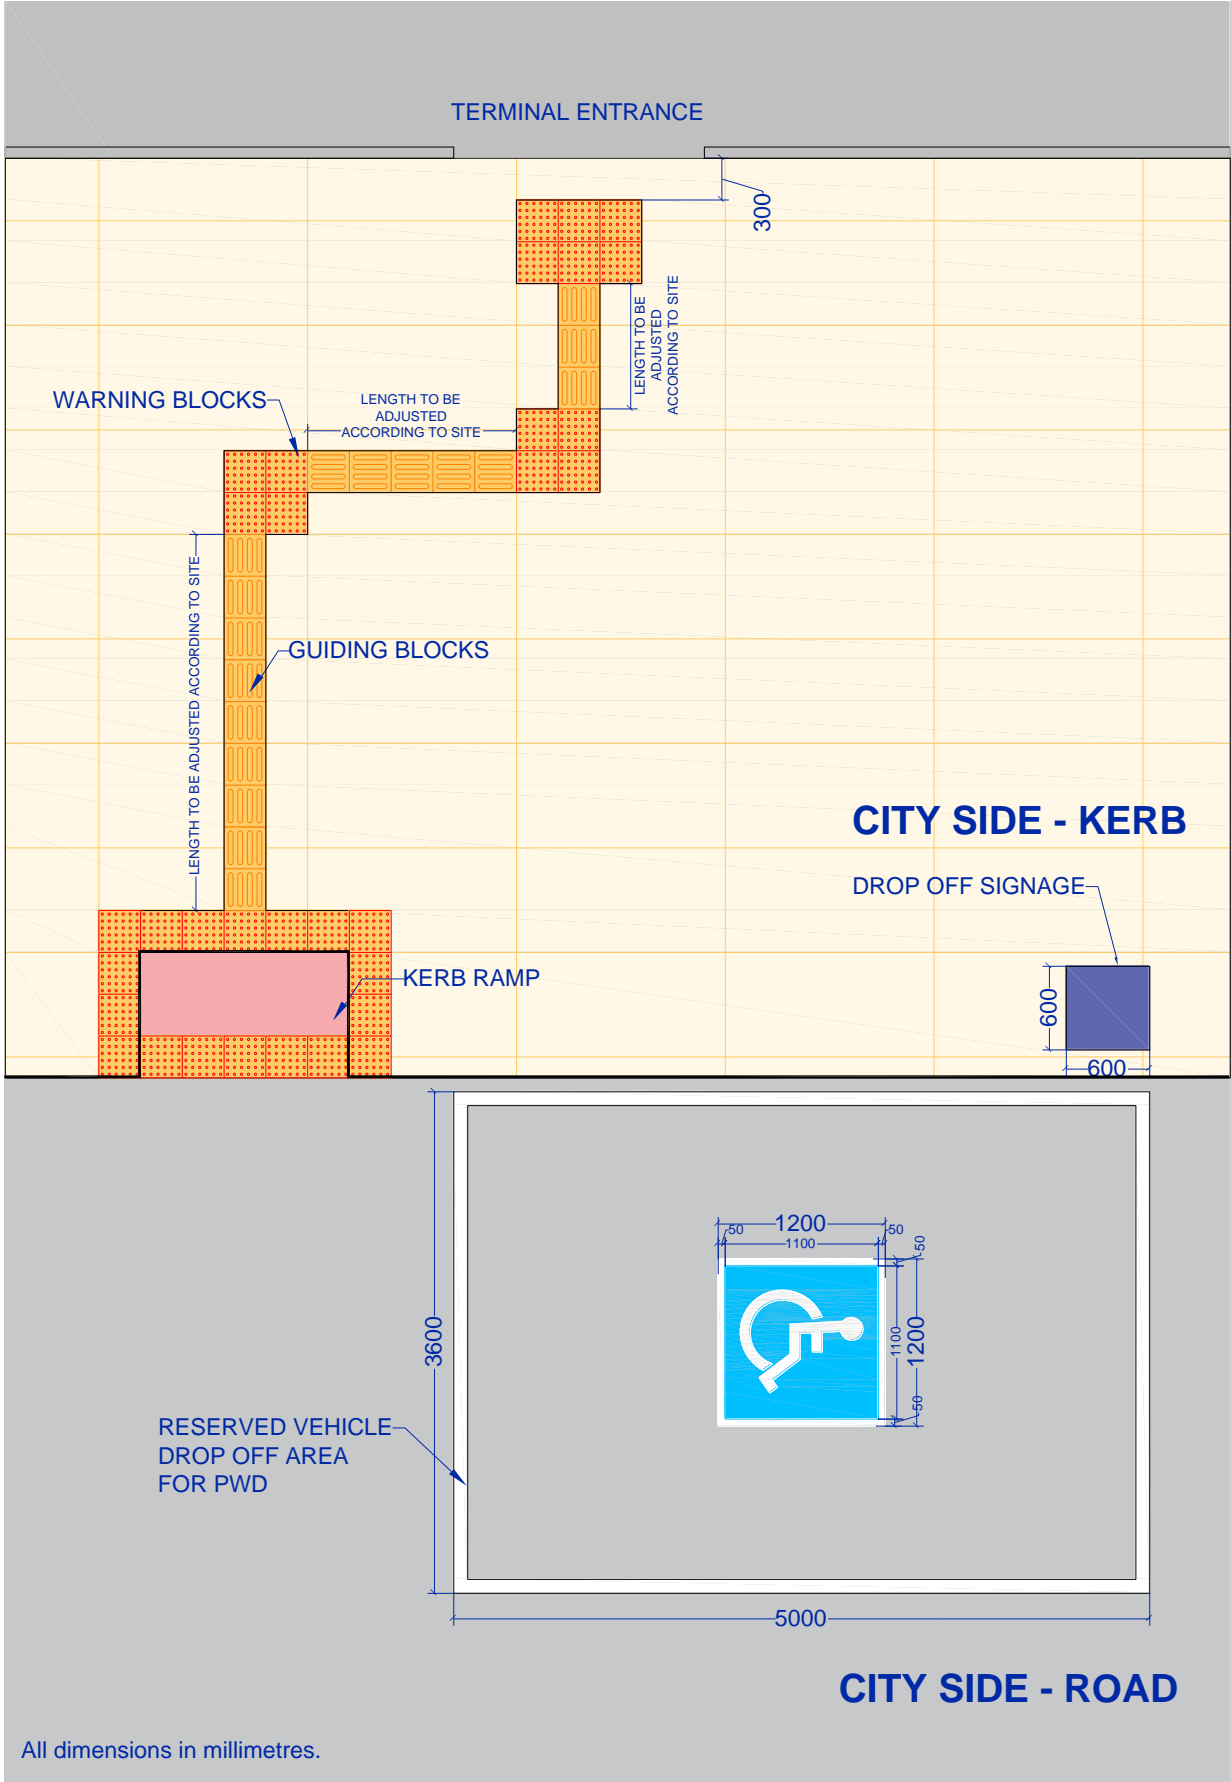 TERMINAL ENTRANCE
300
LENGTH TO BE
ADJUSTED
ACCORDING TO SITE
WARNING BLOCKS
LENGTH TO BE
ADJUSTED
ACCORDING TO SITE
LENGTH TO BE ADJUSTED ACCORDING TO SITE
GUIDING BLOCKS
CITY SIDE - KERB
DROP OFF SIGNAGE
KERB RAMP
600
600
1200
50
50
1100
50
3600
1100
1200
50
RESERVED VEHICLE
DROP OFF AREA
FOR PWD
5000
CITY SIDE - ROAD
All dimensions in millimetres.